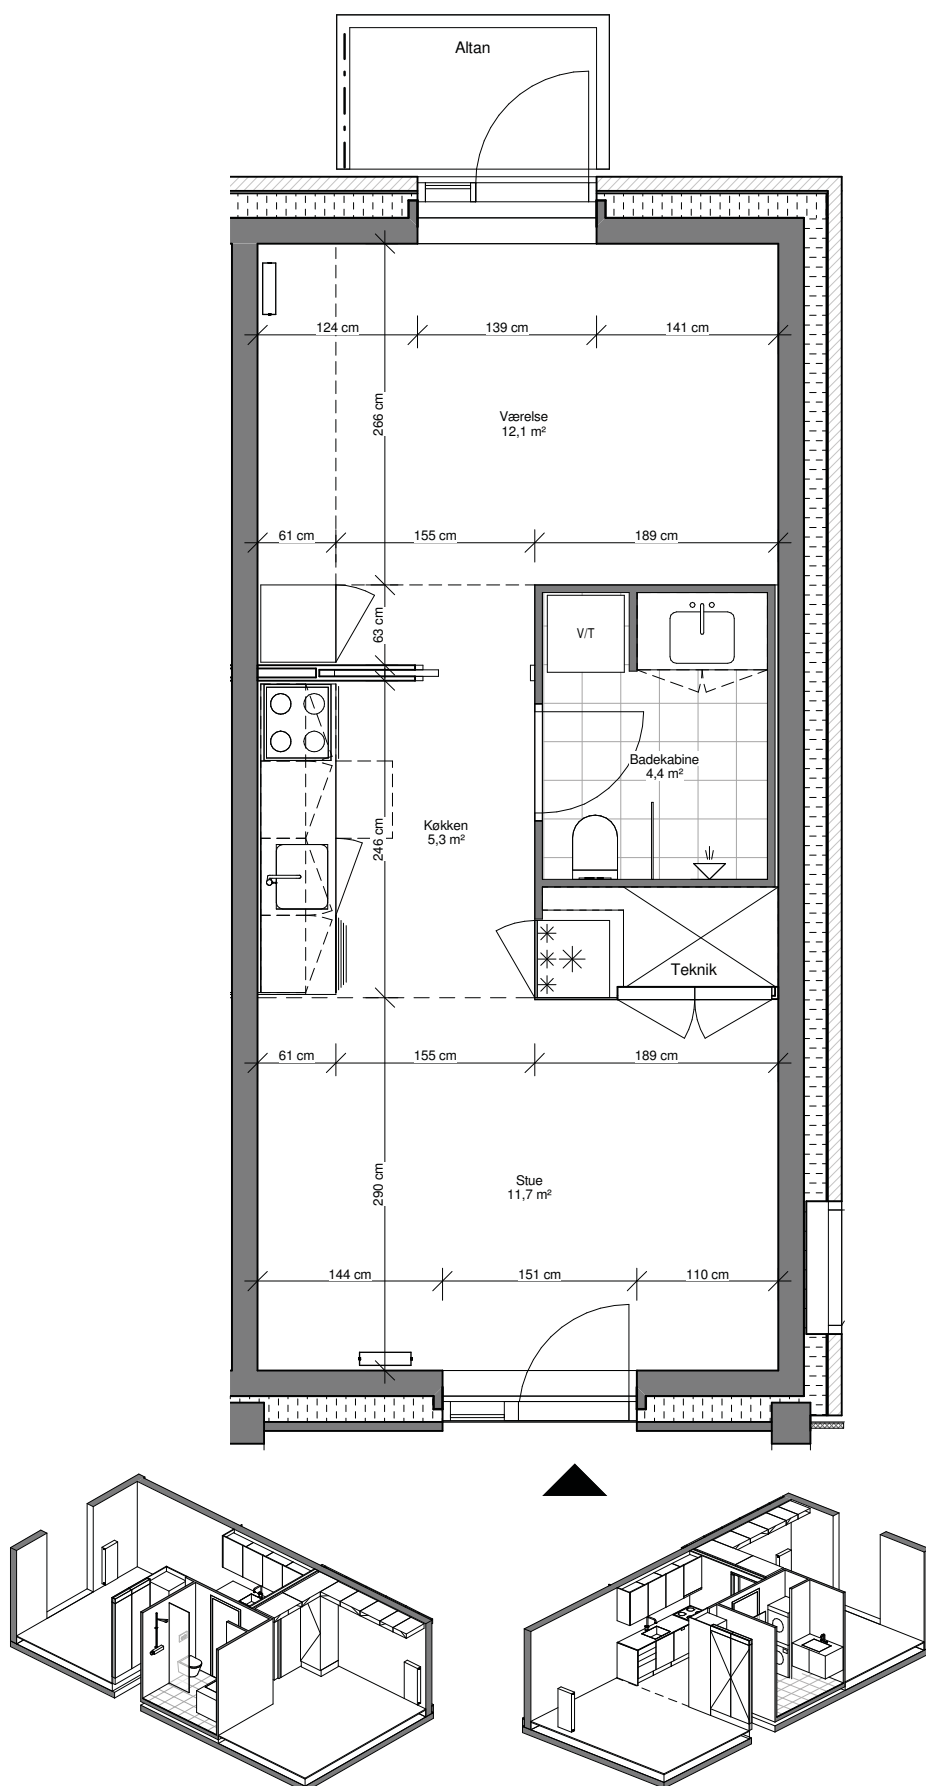 Altan
124 cm
139 cm
141 cm
266 cm
Værelse
12,1 m²
61 cm
155 cm
189 cm
63 cm
V/T
Badekabine
4,4 m²
Køkken
5,3 m²
246 cm
Teknik
61 cm
155 cm
189 cm
290 cm
Stue
11,7 m²
144 cm
151 cm
110 cm